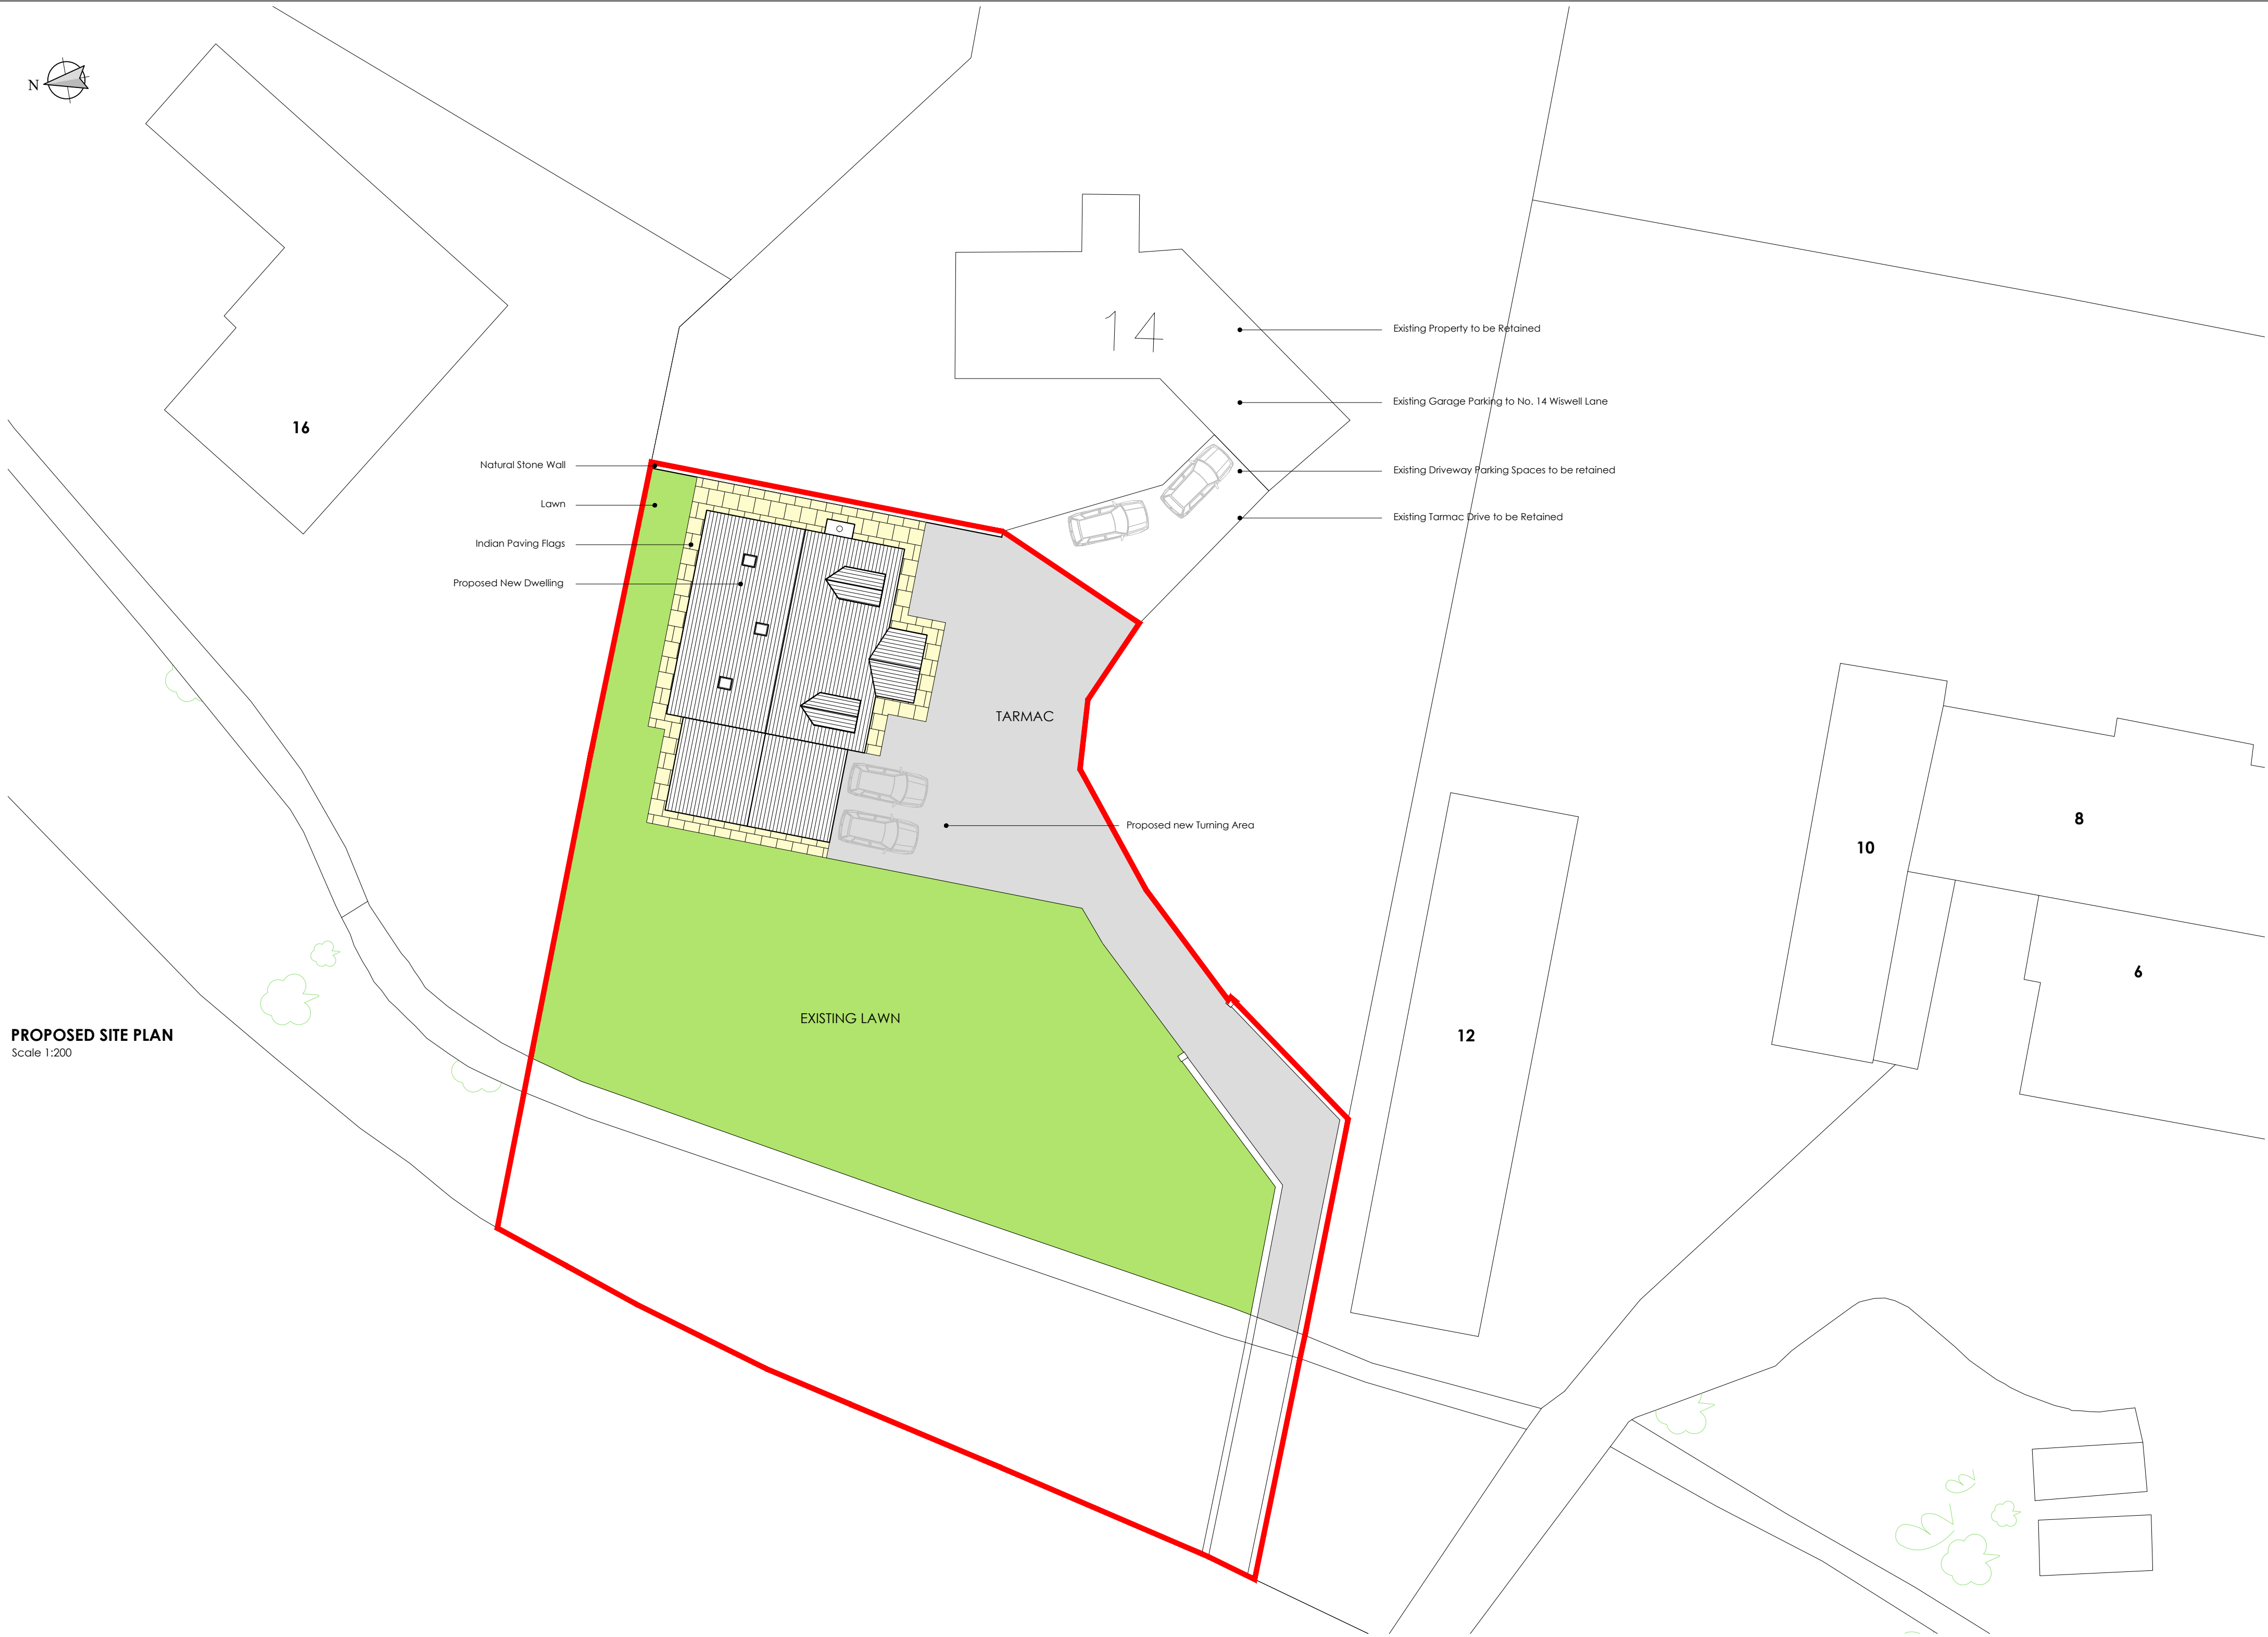 N
14
Existing Property to be Retained
Existing Garage Parking to No. 14 Wiswell Lane
16
Natural Stone Wall
Existing Driveway Parking Spaces to be retained
Lawn
Existing Tarmac Drive to be Retained
Indian Paving Flags
Proposed New Dwelling
TARMAC
Proposed new Turning Area
8
10
6
EXISTING LAWN
12
PROPOSED SITE PLAN
Scale 1:200